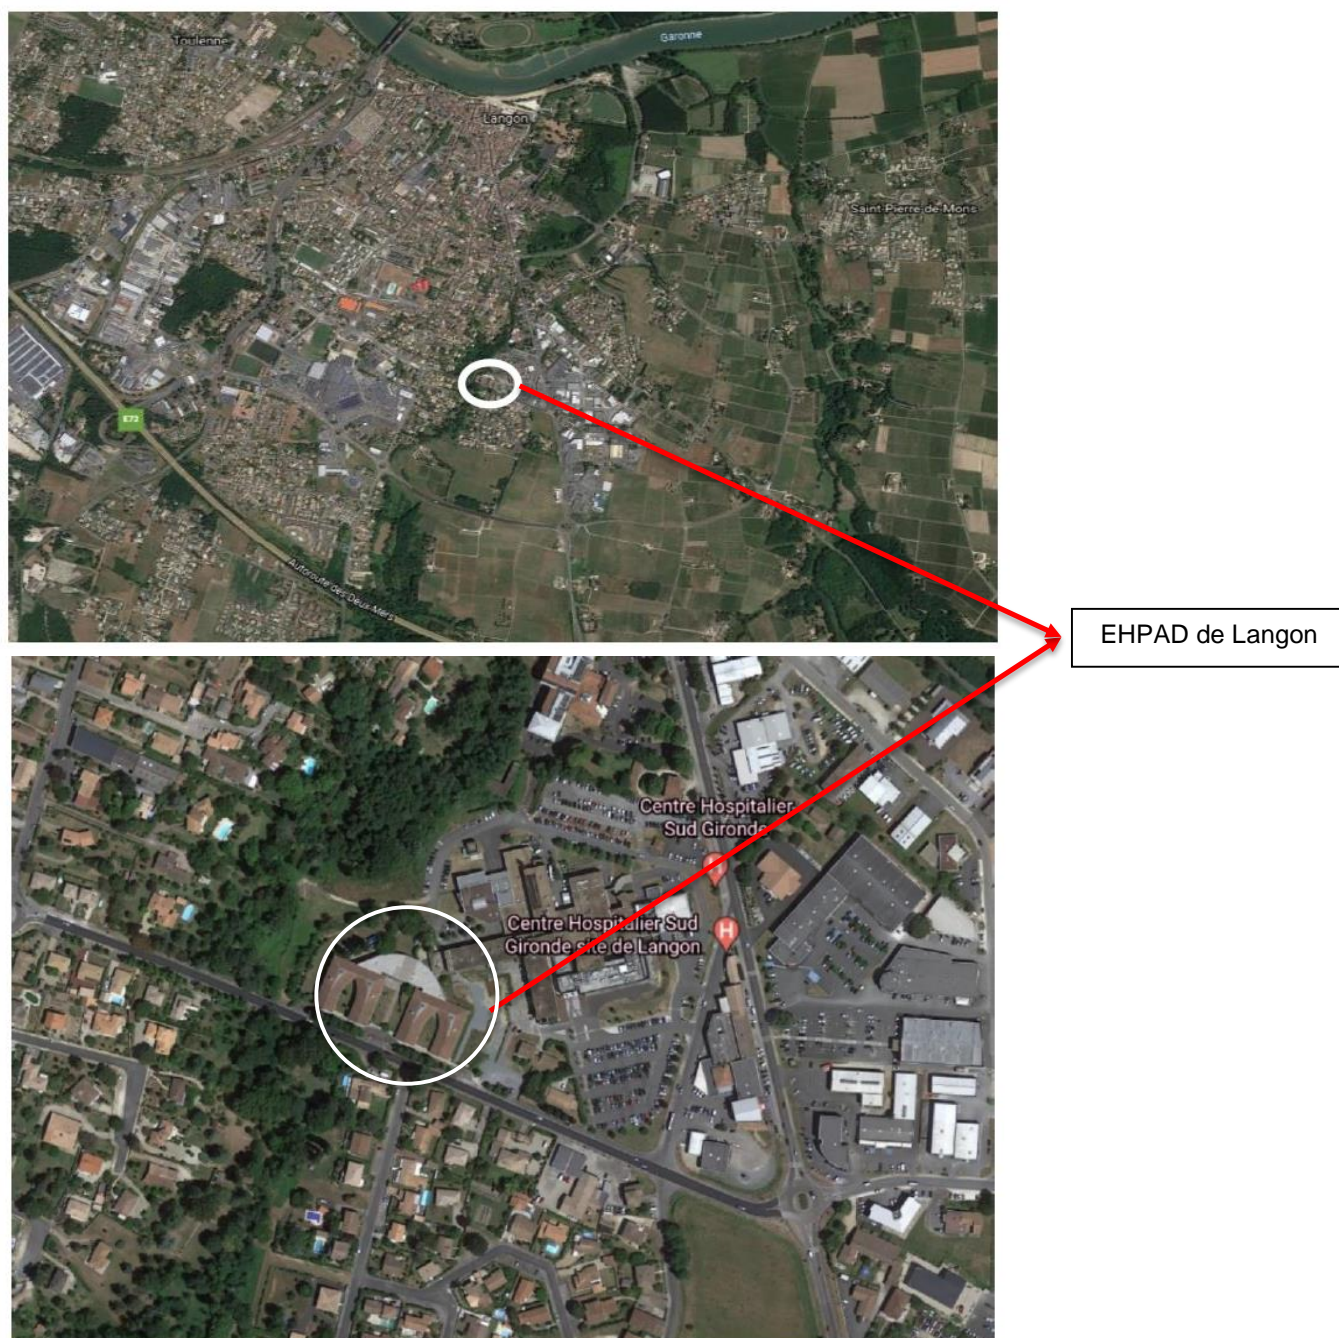 Toulenne
Garonne
Langon
Saint-Pierre-de-Mons
E72
Autoroute des Deux Mers
EHPAD de Langon
Centre Hospitalier
Sud Gironde
Centre Hospitalier Sud
Gironde site de Langon
H
H